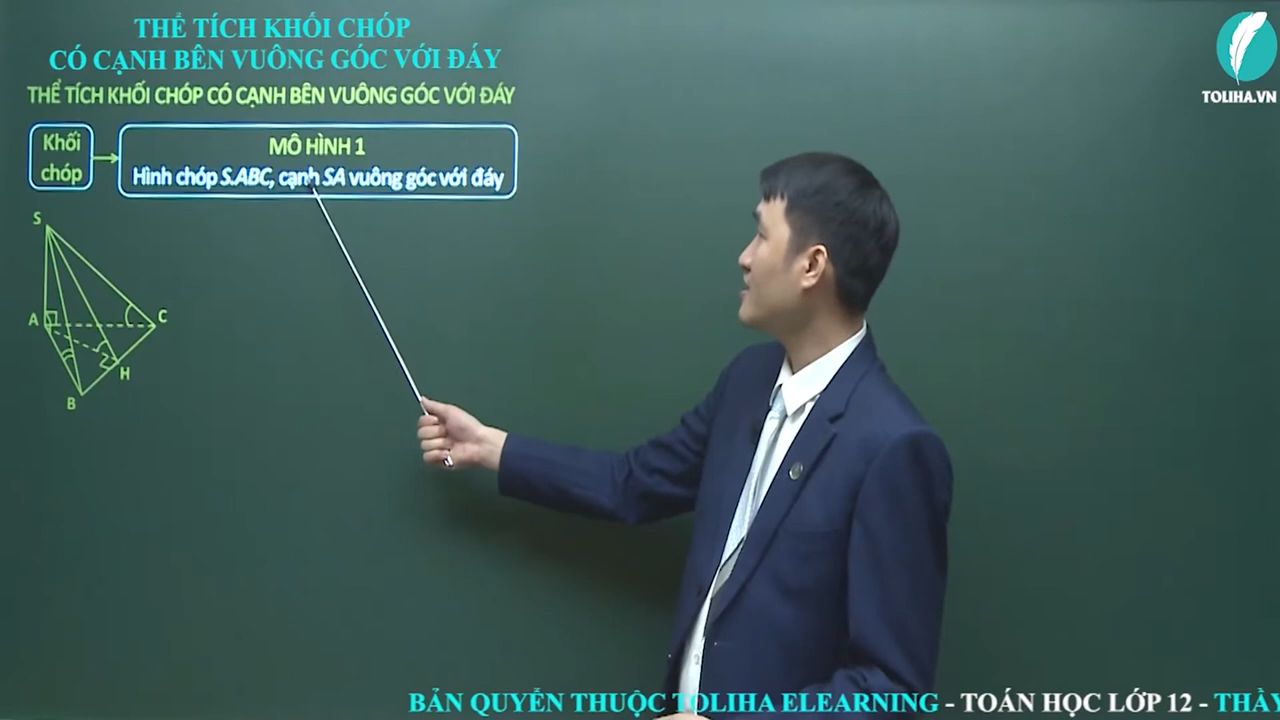 THỂ TÍCH KHỐI CHÓP
CÓ CẠNH BÊN VUÔNG GÓC VỚI ĐÁY
THỂ TÍCH KHỐI CHÓP CÓ CẠNH BÊN VUÔNG GÓC VỚI ĐÁY
Khối
chóp
MÔ HÌNH 1
Hình chóp S.ABC, cạnh SA vuông góc với đáy
TOLIHA.VN
S
A
C
H
B
BẢN QUYỀN THUỘC TOLIHA ELEARNING - TOÁN HỌC LỚP 12 - THẦY